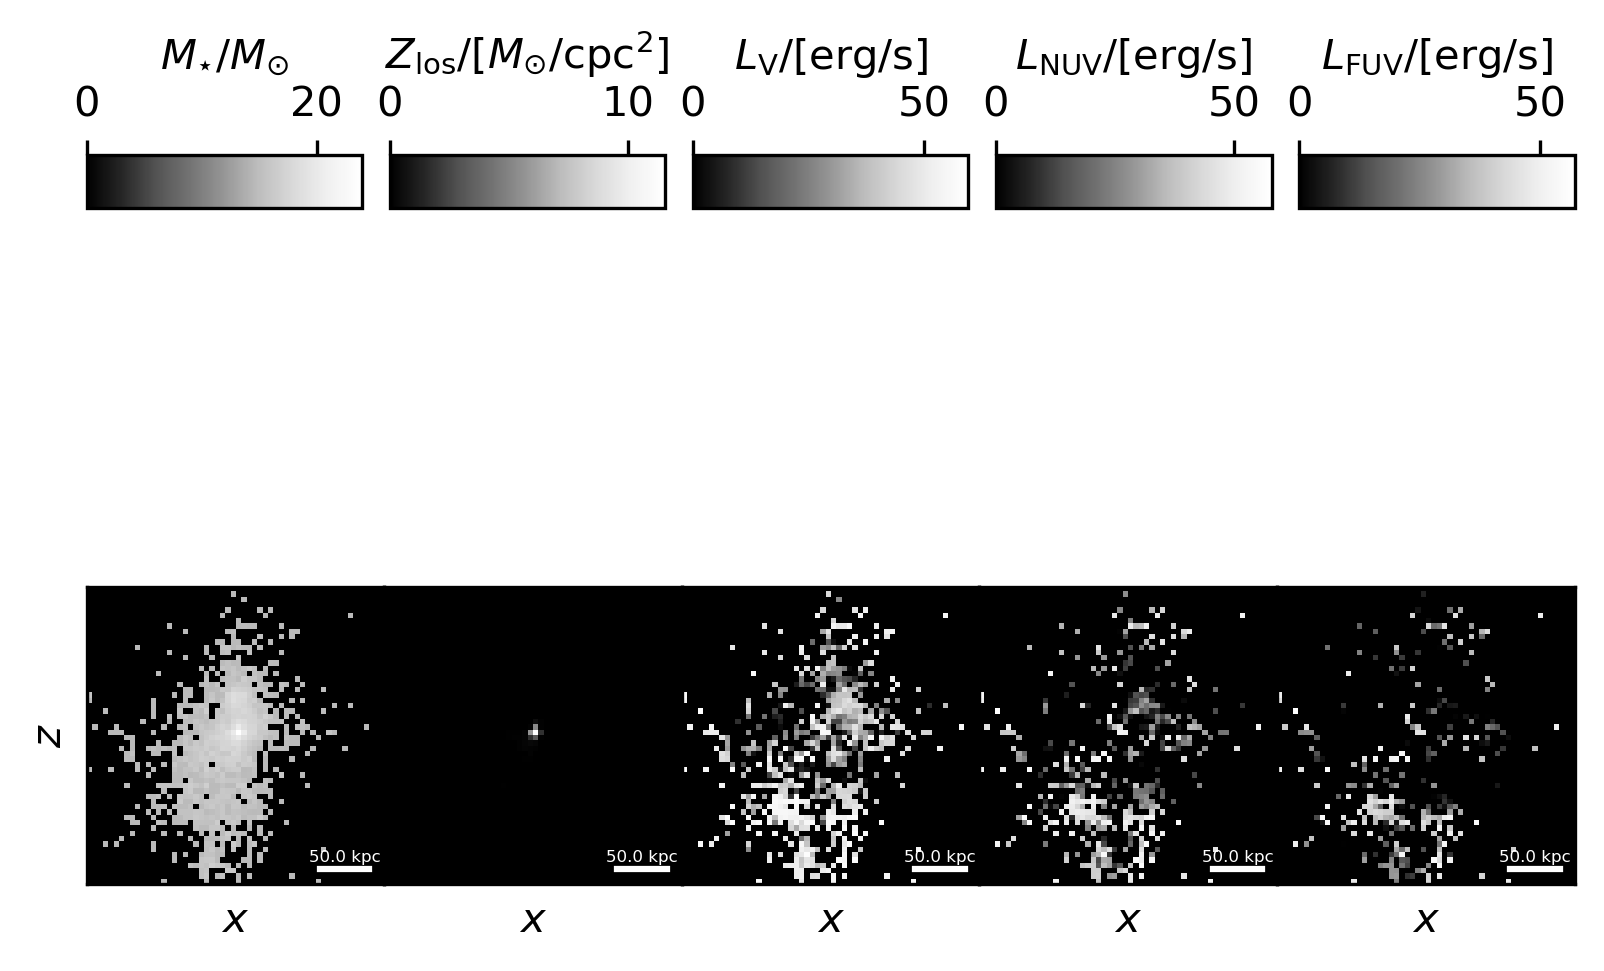 M⋆/M⊙ Z_los/[M⊙/cpc²] L_V/[erg/s] L_NUV/[erg/s] L_FUV/[erg/s]
0 20 0 10 0 50 0 50 0 50
z
50.0 kpc 50.0 kpc 50.0 kpc 50.0 kpc 50.0 kpc
x x x x x